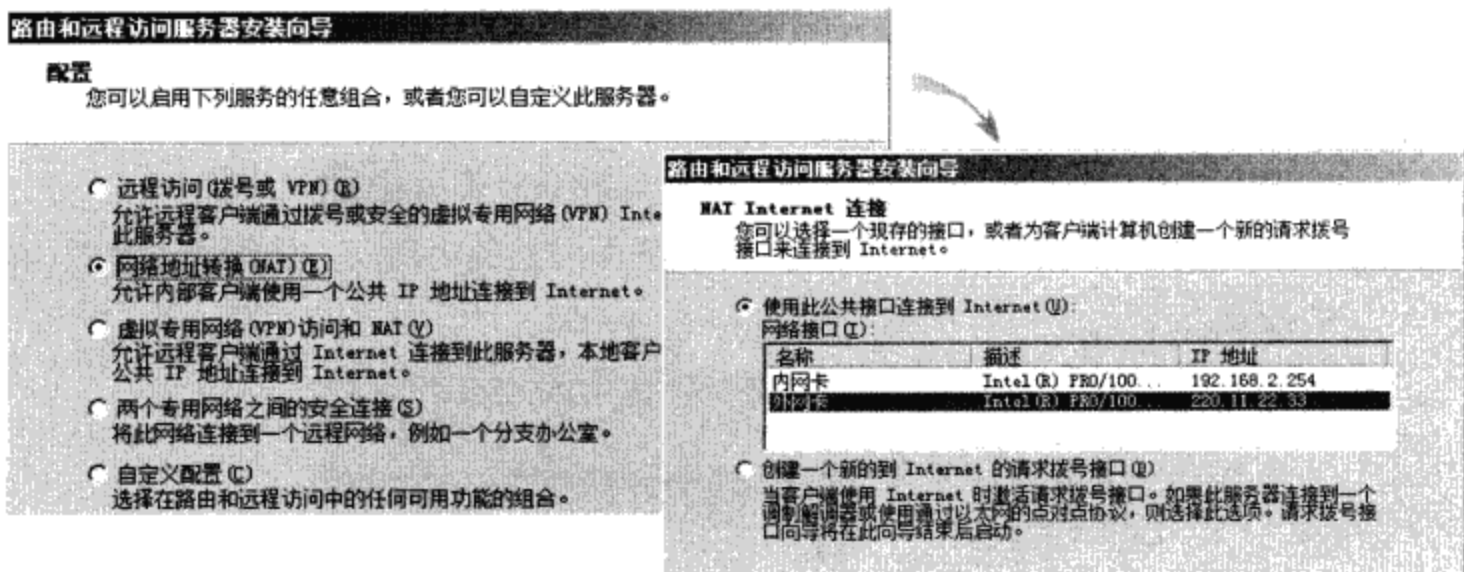 路由和远程访问服务器安装向导
配置
您可以启用下列服务的任意组合，或者您可以自定义此服务器。
远程访问(拨号或 VPN)(R)
允许远程客户端通过拨号或安全的虚拟专用网络(VPN) Inte
此服务器。
网络地址转换(NAT)(E)
允许内部客户端使用一个公共 IP 地址连接到 Internet。
虚拟专用网络(VPN)访问和 NAT(V)
允许远程客户端通过 Internet 连接到此服务器，本地客户
公共 IP 地址连接到 Internet。
两个专用网络之间的安全连接(S)
将此网络连接到一个远程网络，例如一个分支办公室。
自定义配置(C)
选择在路由和远程访问中的任何可用功能的组合。
路由和远程访问服务器安装向导
NAT Internet 连接
您可以选择一个现存的接口，或者为客户端计算机创建一个新的请求拨号
接口来连接到 Internet。
使用此公共接口连接到 Internet(U):
网络接口(I):
名称 描述 IP 地址
内网卡 Intel(R) PRO/100... 192.168.2.254
外网卡 Intel(R) PRO/100... 220.11.22.33
创建一个新的到 Internet 的请求拨号接口(D)
当客户端使用 Internet 时激活请求拨号接口。如果此服务器连接到一个
调制解调器或使用通过以太网的点对点协议，则选择此选项。请求拨号接
口向导将在此向导结束后启动。